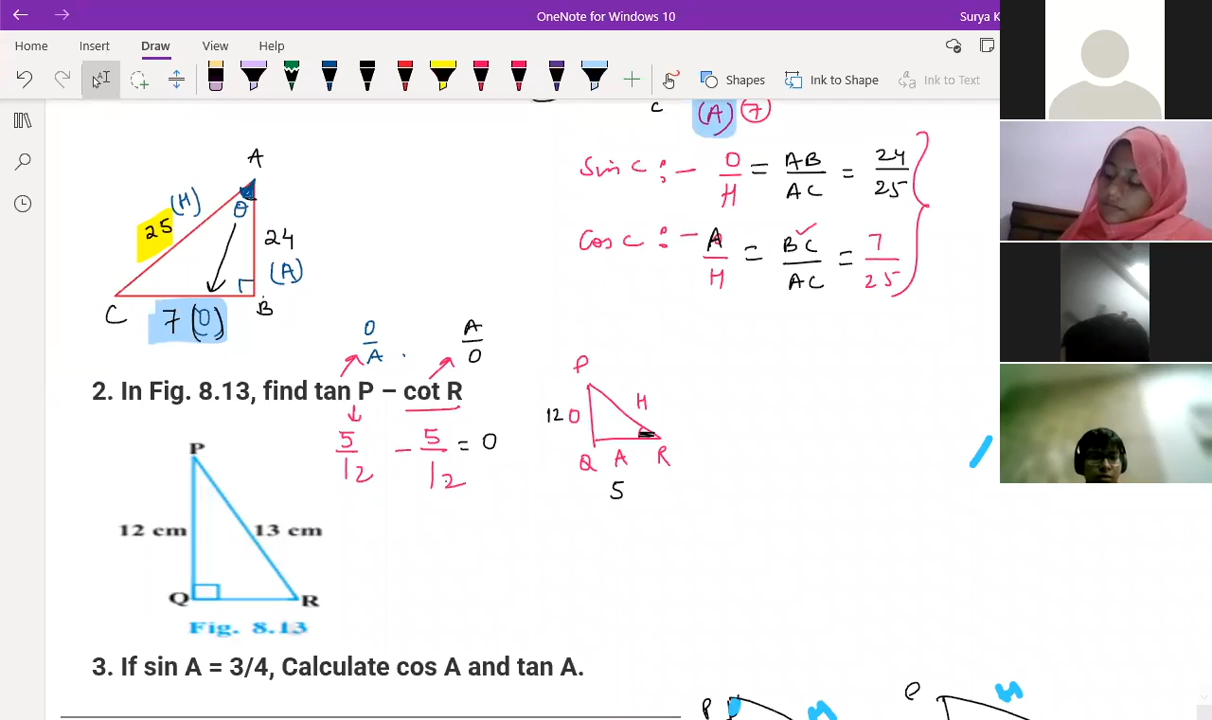 OneNote for Windows 10
Surya K
Home Insert Draw View Help
Shapes Ink to Shape Ink to Text
C (A) (7)
A
25 (H) θ
24
(A)
C 7 (O) B
Sin C :- O/H = AB/AC = 24/25
Cos C :- A/H = BC/AC = 7/25
O/A A/O
2. In Fig. 8.13, find tan P – cot R
5/12 - 5/12 = 0
P
12 O H
Q A R
5
P
12 cm 13 cm
Q R
Fig. 8.13
3. If sin A = 3/4, Calculate cos A and tan A.
P